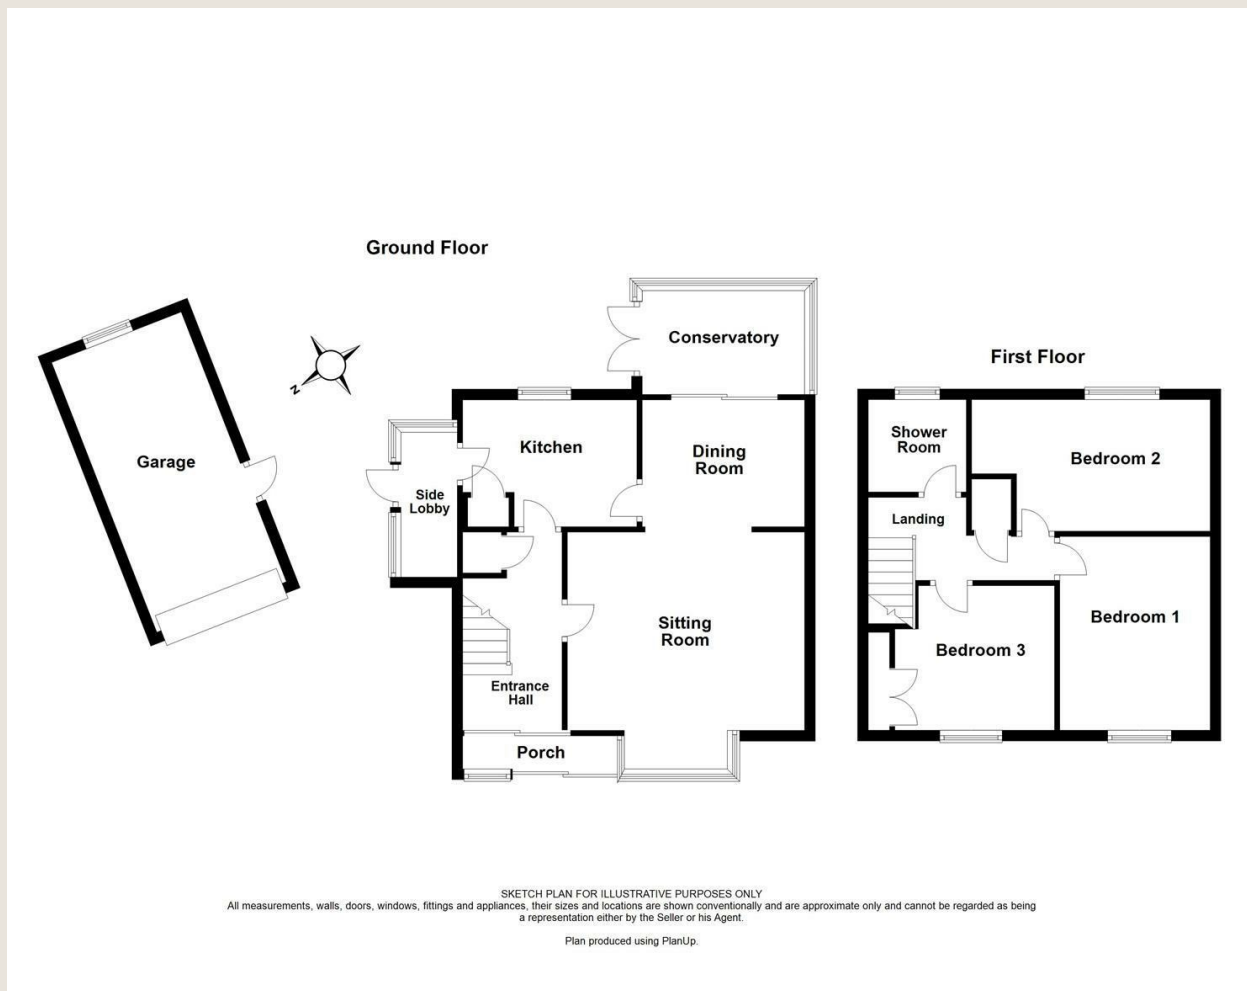 Ground Floor
Conservatory
First Floor
N
Garage
Kitchen
Dining
Room
Side
Lobby
Shower
Room
Bedroom 2
Landing
Sitting
Room
Bedroom 1
Bedroom 3
Entrance
Hall
Porch
SKETCH PLAN FOR ILLUSTRATIVE PURPOSES ONLY
All measurements, walls, doors, windows, fittings and appliances, their sizes and locations are shown conventionally and are approximate only and cannot be regarded as being
a representation either by the Seller or his Agent.
Plan produced using PlanUp.